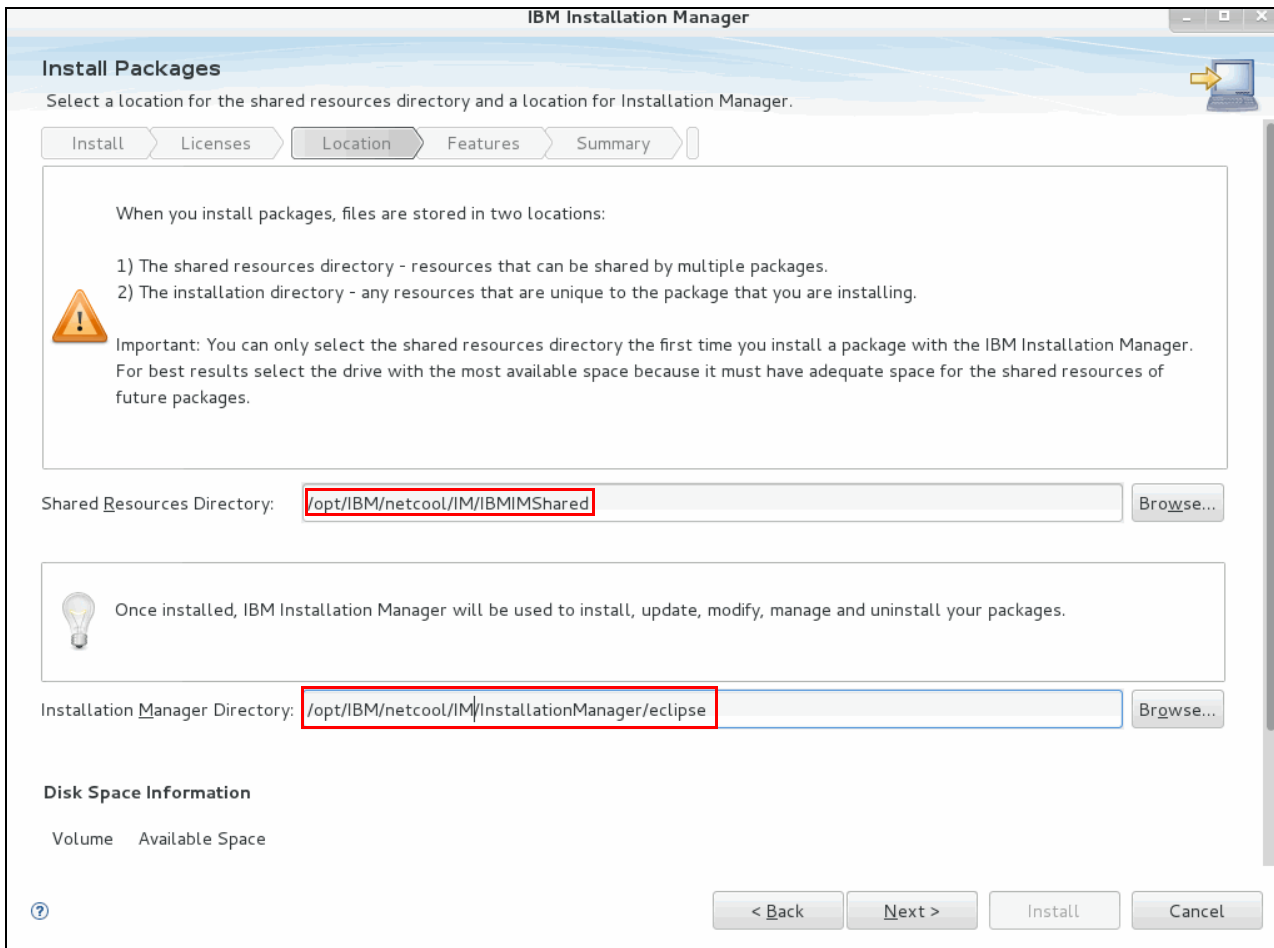 IBM Installation Manager
Install Packages
Select a location for the shared resources directory and a location for Installation Manager.
Install
Licenses
Location
Features
Summary
When you install packages, files are stored in two locations:
1) The shared resources directory - resources that can be shared by multiple packages.
2) The installation directory - any resources that are unique to the package that you are installing.
Important: You can only select the shared resources directory the first time you install a package with the IBM Installation Manager.
For best results select the drive with the most available space because it must have adequate space for the shared resources of
future packages.
Shared Resources Directory: /opt/IBM/netcool/IM/IBMIMShared Browse...
Once installed, IBM Installation Manager will be used to install, update, modify, manage and uninstall your packages.
Installation Manager Directory: /opt/IBM/netcool/IM/InstallationManager/eclipse Browse...
Disk Space Information
Volume Available Space
? < Back Next > Install Cancel